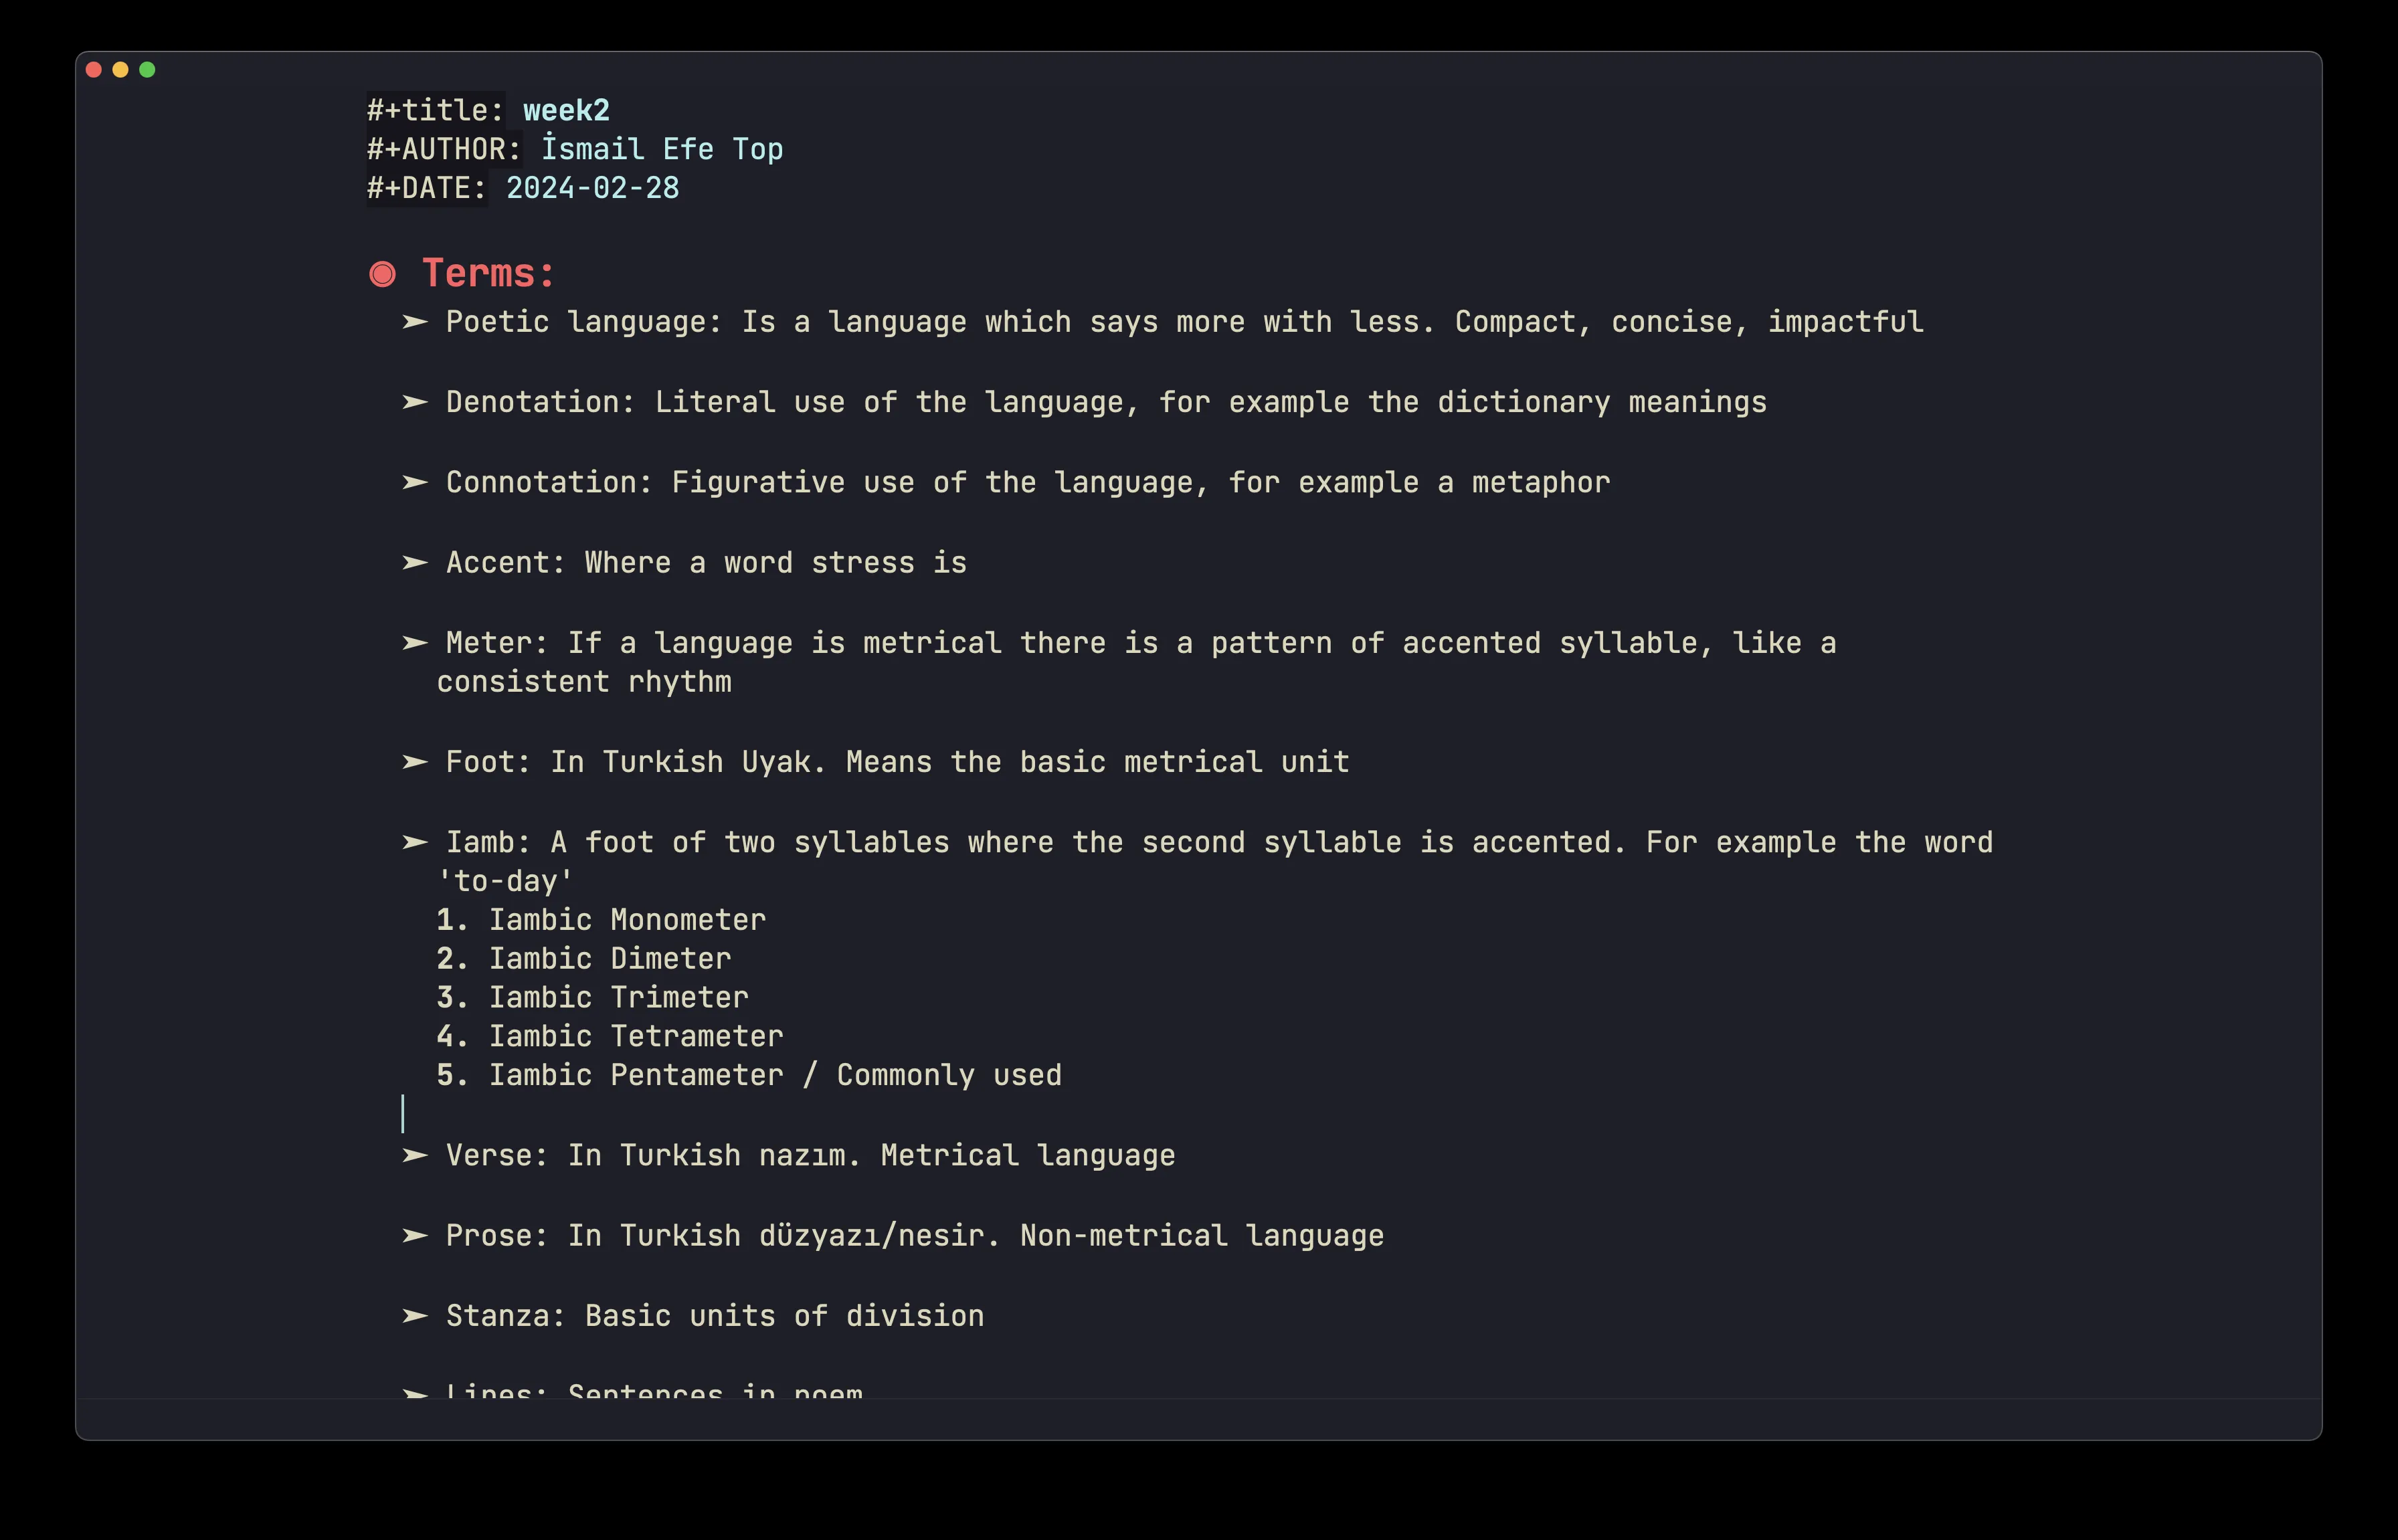 #+title: week2
#+AUTHOR: İsmail Efe Top
#+DATE: 2024-02-28
◉ Terms:
➤ Poetic language: Is a language which says more with less. Compact, concise, impactful
➤ Denotation: Literal use of the language, for example the dictionary meanings
➤ Connotation: Figurative use of the language, for example a metaphor
➤ Accent: Where a word stress is
➤ Meter: If a language is metrical there is a pattern of accented syllable, like a
consistent rhythm
➤ Foot: In Turkish Uyak. Means the basic metrical unit
➤ Iamb: A foot of two syllables where the second syllable is accented. For example the word
'to-day'
1. Iambic Monometer
2. Iambic Dimeter
3. Iambic Trimeter
4. Iambic Tetrameter
5. Iambic Pentameter / Commonly used
➤ Verse: In Turkish nazım. Metrical language
➤ Prose: In Turkish düzyazı/nesir. Non-metrical language
➤ Stanza: Basic units of division
➤ Lines: Sentences in poem